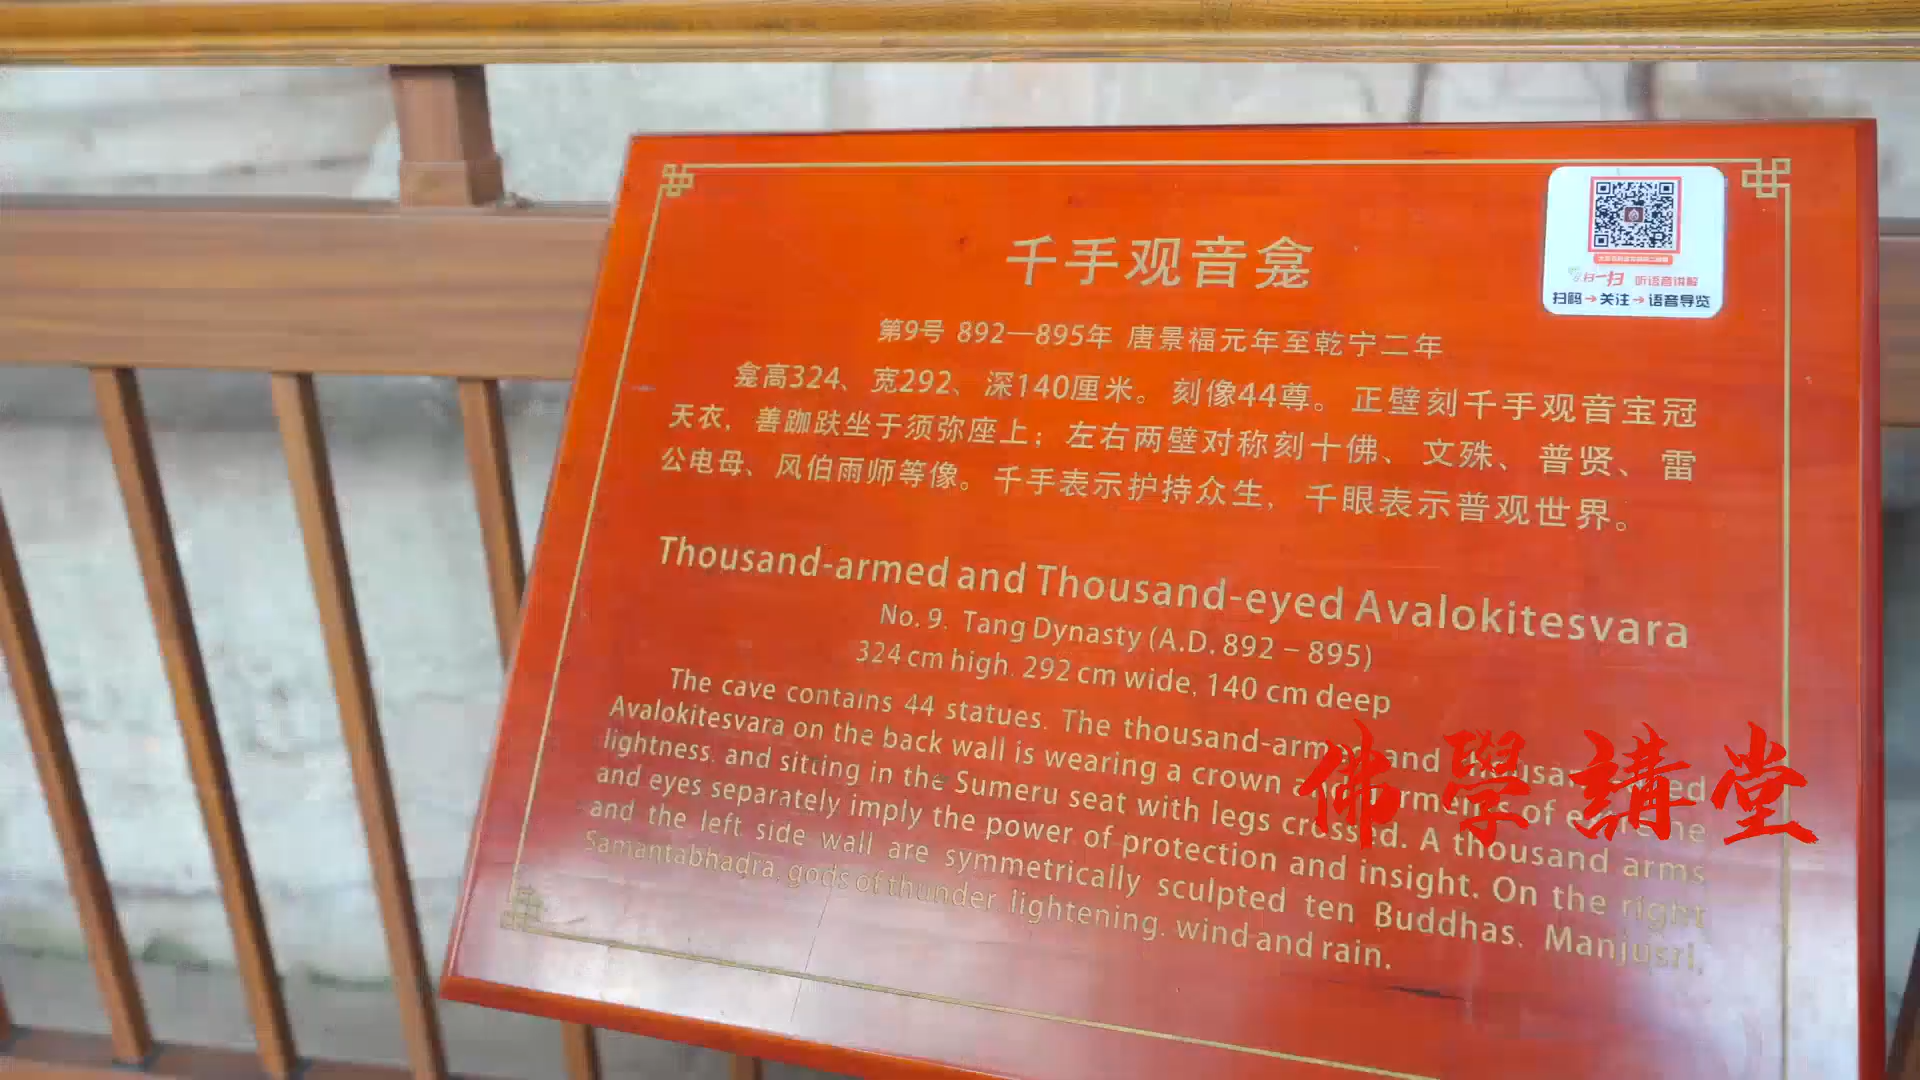 千手观音龛
第9号 892—895年 唐景福元年至乾宁二年
龛高324、宽292、深140厘米。刻像44尊。正壁刻千手观音宝冠
天衣，善跏趺坐于须弥座上；左右两壁对称刻十佛、文殊、普贤、雷
公电母、风伯雨师等像。千手表示护持众生，千眼表示普观世界。
Thousand-armed and Thousand-eyed Avalokitesvara
No. 9. Tang Dynasty (A.D. 892 – 895)
324 cm high. 292 cm wide, 140 cm deep
The cave contains 44 statues. The thousand-armed and
Avalokitesvara on the back wall is wearing a crown and of
lightness. and sitting in the Sumeru seat with legs crossed. A thousand arms
and eyes separately imply the power of protection and insight. On the right
and the left side wall are symmetrically sculpted ten Buddhas. Manjusri,
Samantabhadra, gods of thunder. lightening. wind and rain.
扫一扫 听语音讲解
扫码→关注→语音导览
佛學講堂